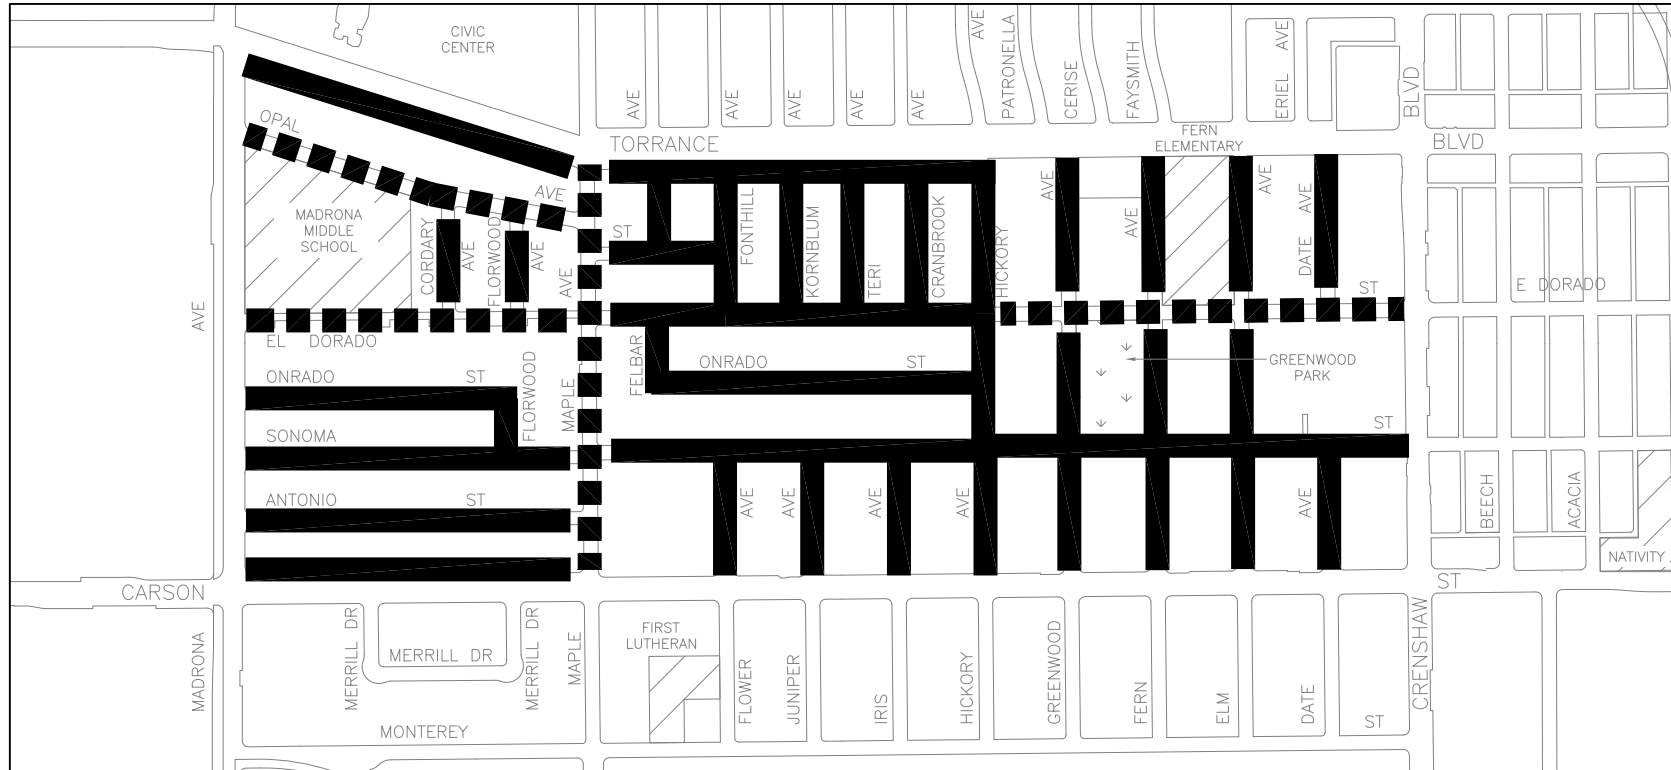 CIVIC
CENTER
AVE
AVE
AVE
AVE
AVE
AVE
PATRONELLA
CERISE
FAYSMITH
ERIEL AVE
BLVD
OPAL
AVE
TORRANCE
FERN
ELEMENTARY
BLVD
MADRONA
MIDDLE
SCHOOL
CORDARY
AVE
FLORWOOD
AVE
AVE
ST
FONTHILL
KORNBLUM
TERI
CRANBROOK
HICKORY
AVE
AVE
AVE
DATE AVE
ST
E DORADO
AVE
EL DORADO
ONRADO ST
FLORWOOD
MAPLE
FELBAR
ONRADO ST
GREENWOOD
PARK
ST
SONOMA
ANTONIO ST
AVE
AVE
AVE
AVE
AVE
BEECH
ACACIA
NATIVITY
CARSON
ST
MADRONA
MERRILL DR
MERRILL DR
MERRILL DR
MAPLE
FIRST
LUTHERAN
FLOWER
JUNIPER
IRIS
HICKORY
GREENWOOD
FERN
ELM
DATE
CRENSHAW
MONTEREY
ST